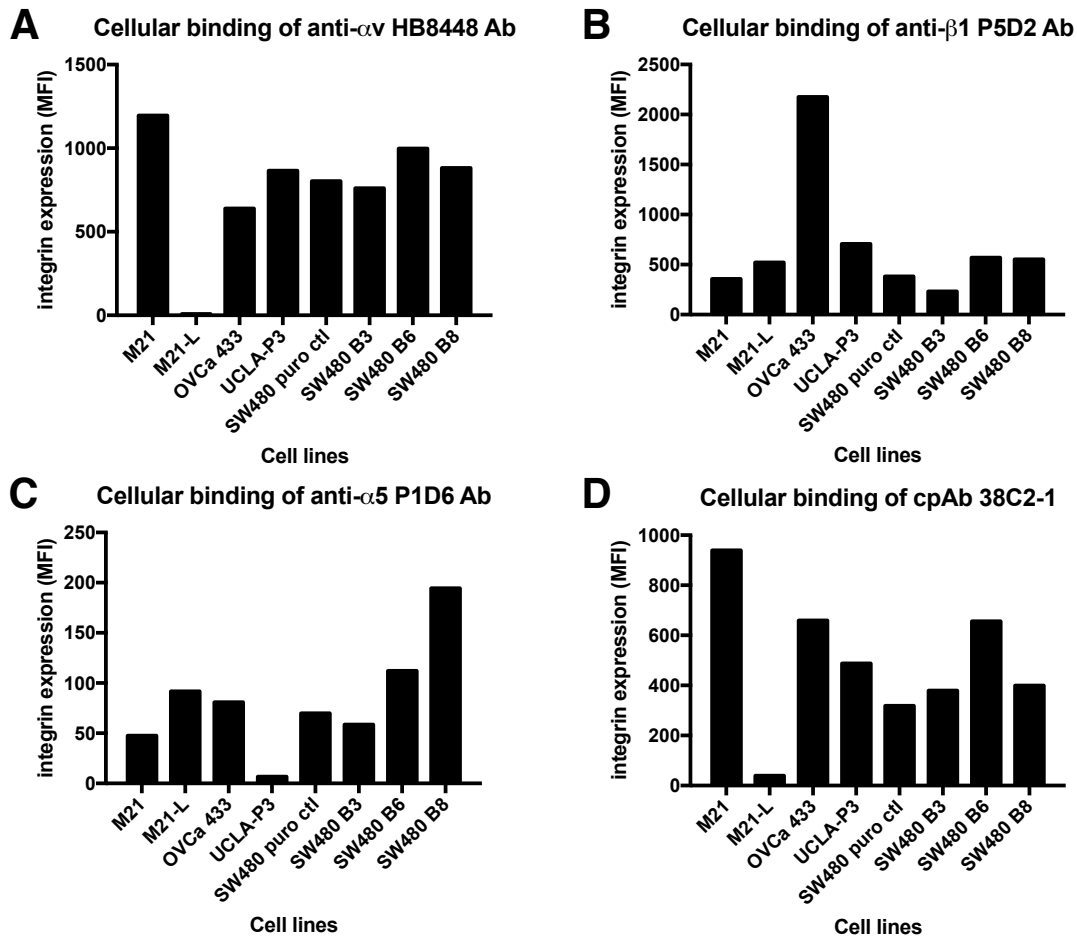 A
Cellular binding of anti-αv HB8448 Ab
integrin expression (MFI)
1500
1000
500
0
M21
M21-L
OVCa 433
UCLA-P3
SW480 puro ctl
SW480 B3
SW480 B6
SW480 B8
Cell lines
B
Cellular binding of anti-β1 P5D2 Ab
integrin expression (MFI)
2500
2000
1500
1000
500
0
M21
M21-L
OVCa 433
UCLA-P3
SW480 puro ctl
SW480 B3
SW480 B6
SW480 B8
Cell lines
C
Cellular binding of anti-α5 P1D6 Ab
integrin expression (MFI)
250
200
150
100
50
0
M21
M21-L
OVCa 433
UCLA-P3
SW480 puro ctl
SW480 B3
SW480 B6
SW480 B8
Cell lines
D
Cellular binding of cpAb 38C2-1
integrin expression (MFI)
1000
800
600
400
200
0
M21
M21-L
OVCa 433
UCLA-P3
SW480 puro ctl
SW480 B3
SW480 B6
SW480 B8
Cell lines